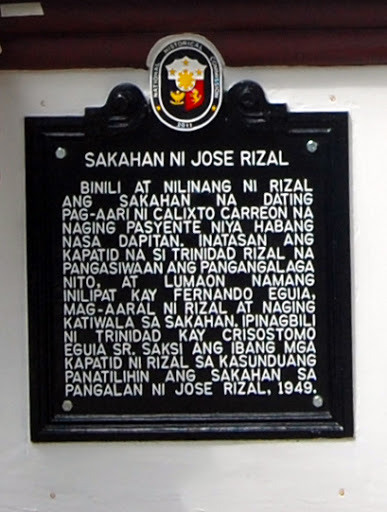 NATIONAL HISTORICAL COMMISSION
2011
SAKAHAN NI JOSE RIZAL
BINILI AT NILINANG NI RIZAL
ANG SAKAHAN NA DATING
PAG-AARI NI CALIXTO CARREON NA
NAGING PASYENTE NIYA HABANG
NASA DAPITAN. INATASAN ANG
KAPATID NA SI TRINIDAD RIZAL NA
PANGASIWAAN ANG PANGANGALAGA
NITO, AT LUMAON NAMANG
INILIPAT KAY FERNANDO EGUIA,
MAG-AARAL NI RIZAL AT NAGING
KATIWALA SA SAKAHAN. IPINAGBILI
NI TRINIDAD KAY CRISOSTOMO
EGUIA SR. SAKSI ANG IBANG MGA
KAPATID NI RIZAL SA KASUNDUANG
PANATILIHIN ANG SAKAHAN SA
PANGALAN NI JOSE RIZAL, 1949.